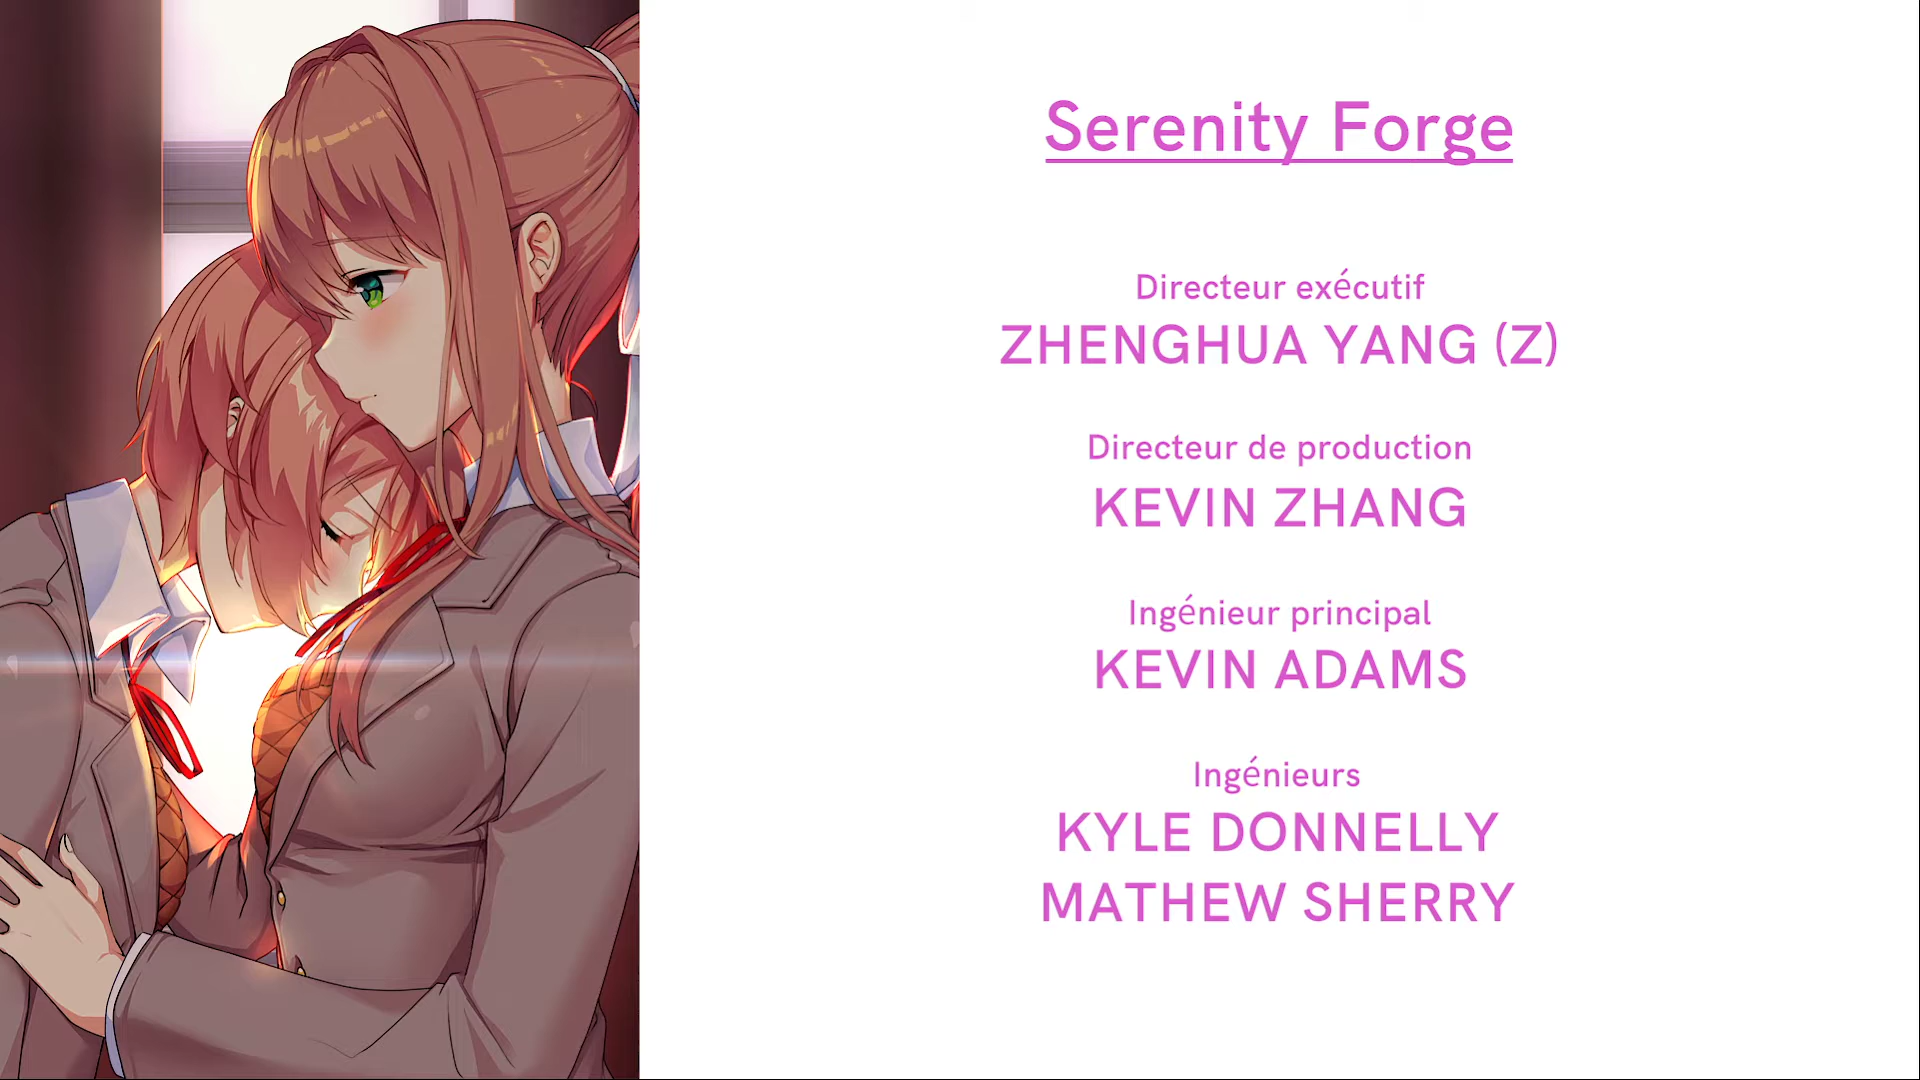 Serenity Forge
Directeur exécutif
ZHENGHUA YANG (Z)
Directeur de production
KEVIN ZHANG
Ingénieur principal
KEVIN ADAMS
Ingénieurs
KYLE DONNELLY
MATHEW SHERRY